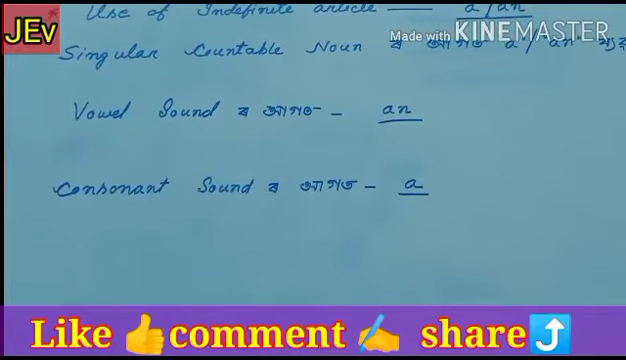 * Use of Indefinite article —— a/an
Singular Countable Noun ৰ আগত 'a'/'an'
Vowel Sound ৰ আগত - an
Consonant Sound ৰ আগত - a
JEv
Made with KINEMASTER
Like 👍 comment ✍ share ⤴